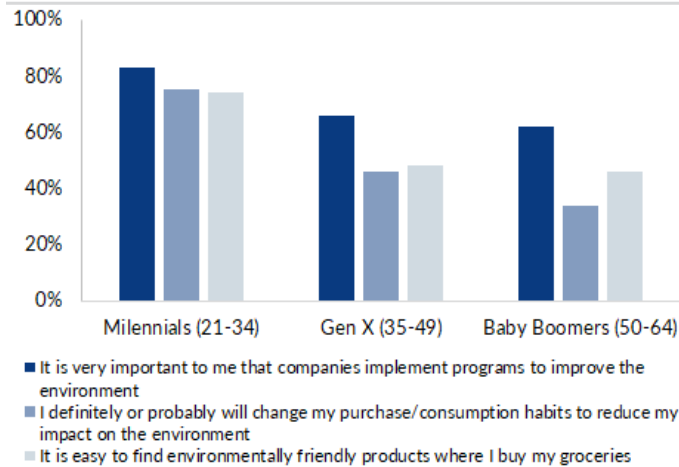 100%
80%
60%
40%
20%
0%
Milennials (21-34) Gen X (35-49) Baby Boomers (50-64)
It is very important to me that companies implement programs to improve the
environment
I definitely or probably will change my purchase/consumption habits to reduce my
impact on the environment
It is easy to find environmentally friendly products where I buy my groceries